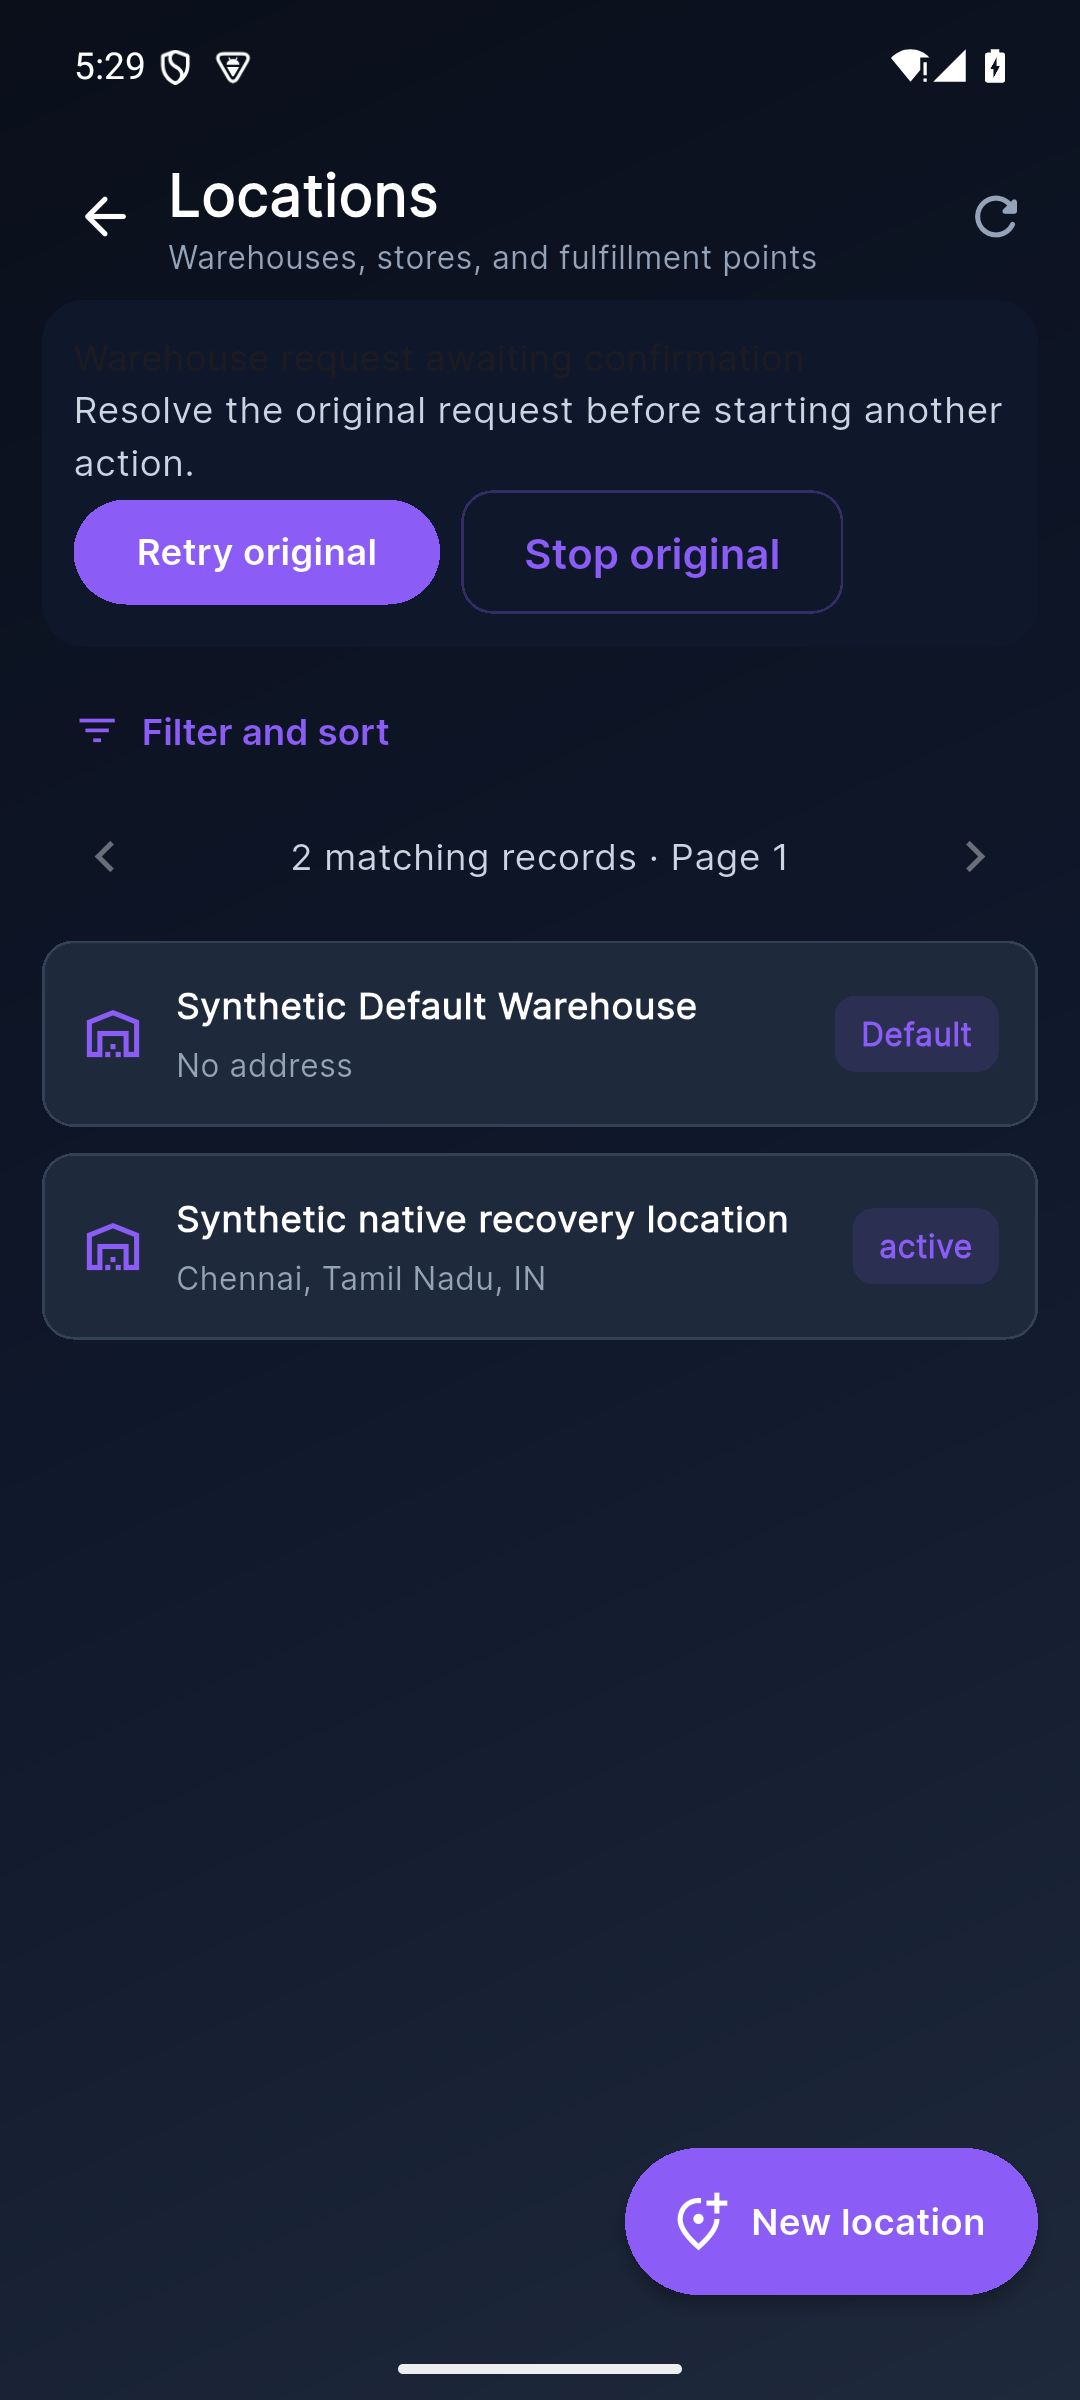 5:29
Locations
Warehouses, stores, and fulfillment points
Warehouse request awaiting confirmation
Resolve the original request before starting another
action.
Retry original
Stop original
Filter and sort
2 matching records · Page 1
Synthetic Default Warehouse
No address
Default
Synthetic native recovery location
Chennai, Tamil Nadu, IN
active
New location